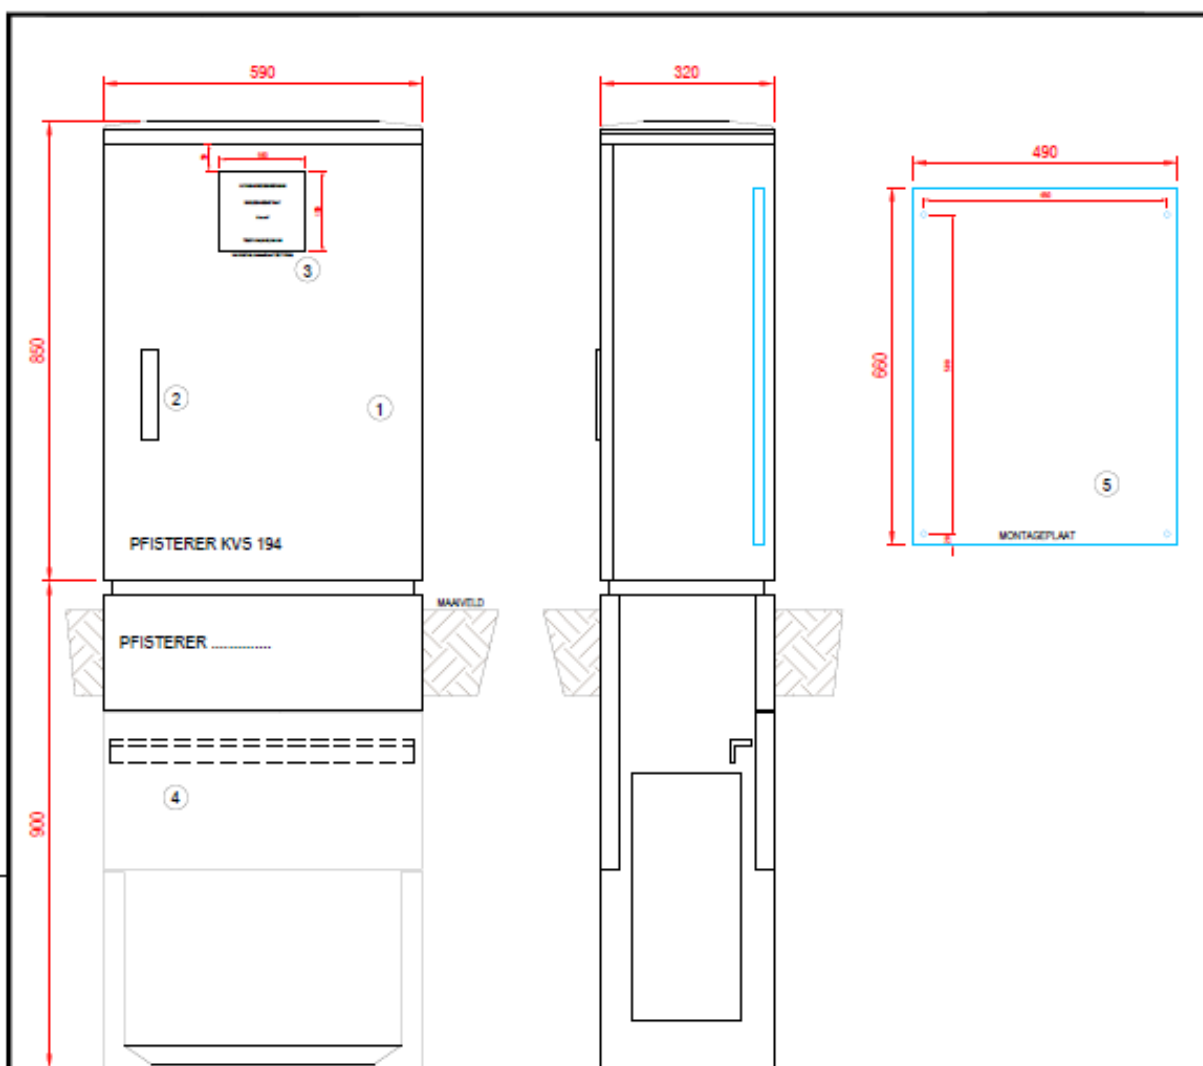 590
320
490
850
660
3
2
1
5
MONTAGEPLAAT
PFISTERER KVS 194
MAAIVELD
PFISTERER ..............
4
900